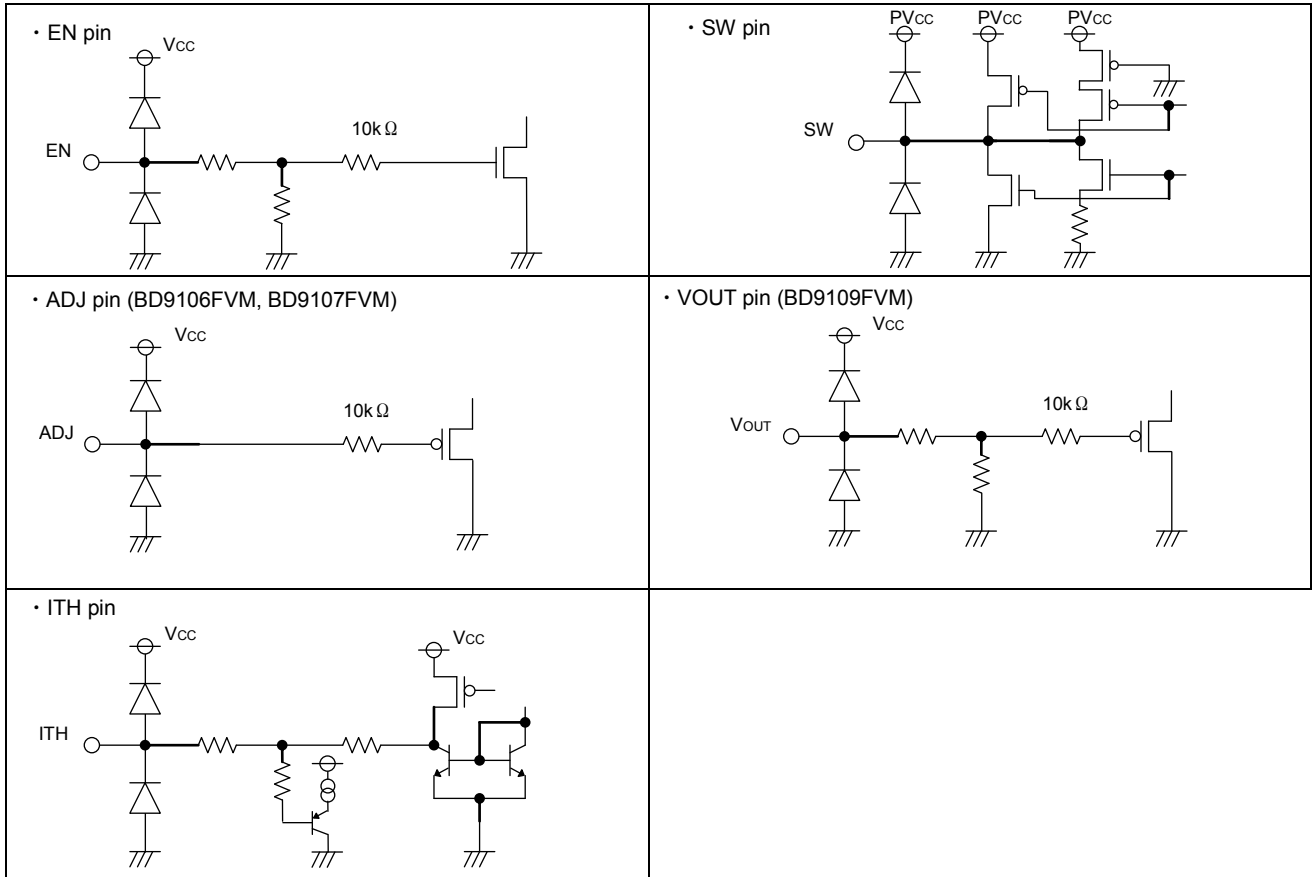 ・EN pin
VCC
10kΩ
EN
・SW pin
PVCC PVCC PVCC
SW
・ADJ pin (BD9106FVM, BD9107FVM)
VCC
10kΩ
ADJ
・VOUT pin (BD9109FVM)
VCC
10kΩ
VOUT
・ITH pin
VCC
VCC
ITH